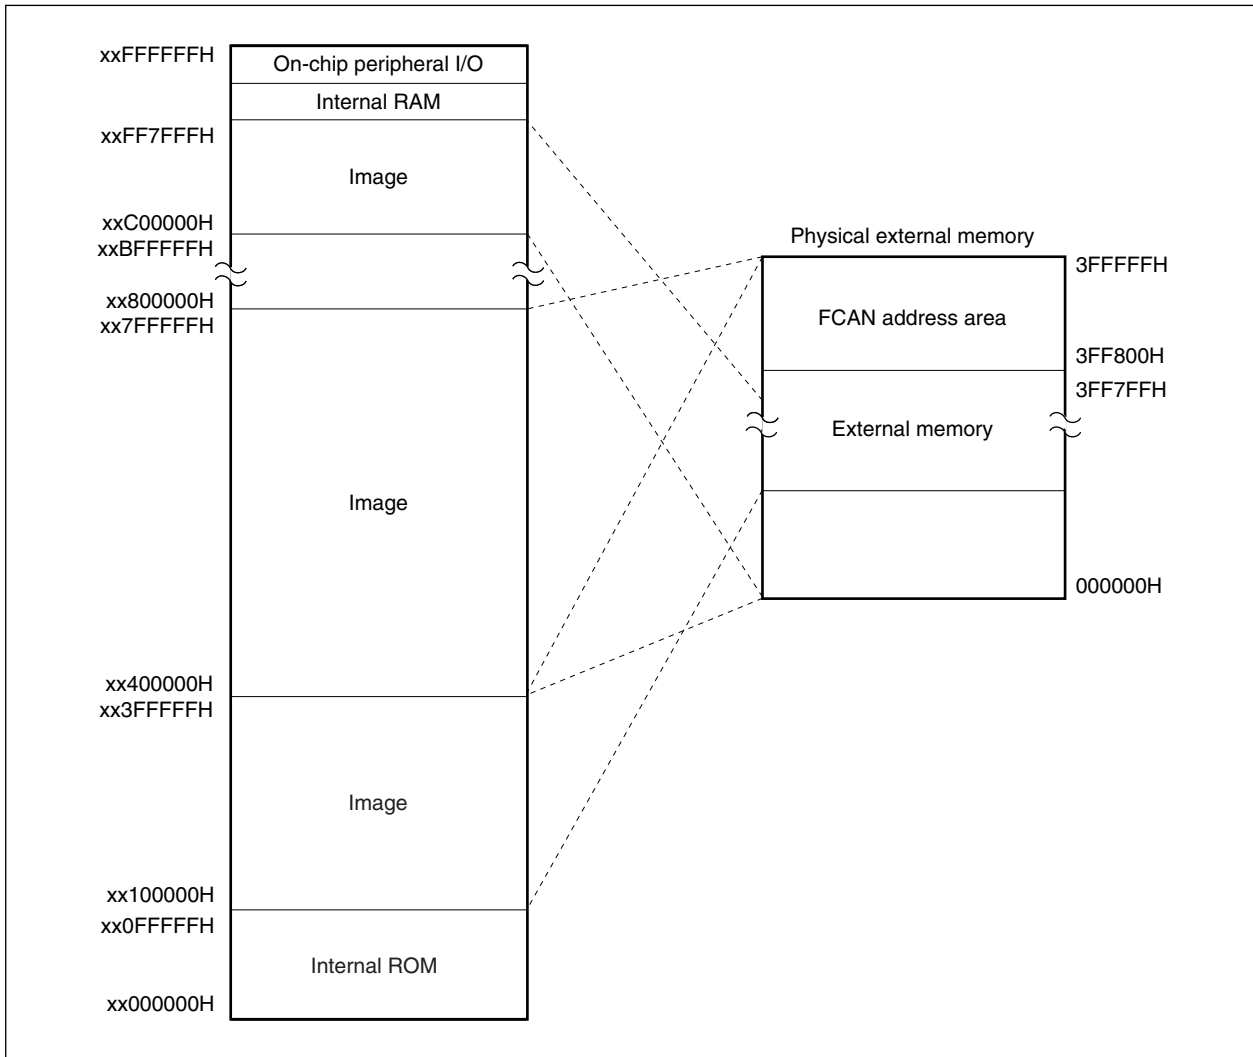 xxFFFFFFH
On-chip peripheral I/O
Internal RAM
xxFF7FFFH
Image
xxC00000H
xxBFFFFFH
xx800000H
xx7FFFFFH
Image
xx400000H
xx3FFFFFH
Image
xx100000H
xx0FFFFFH
Internal ROM
xx000000H
Physical external memory
3FFFFFH
FCAN address area
3FF800H
3FF7FFH
External memory
000000H